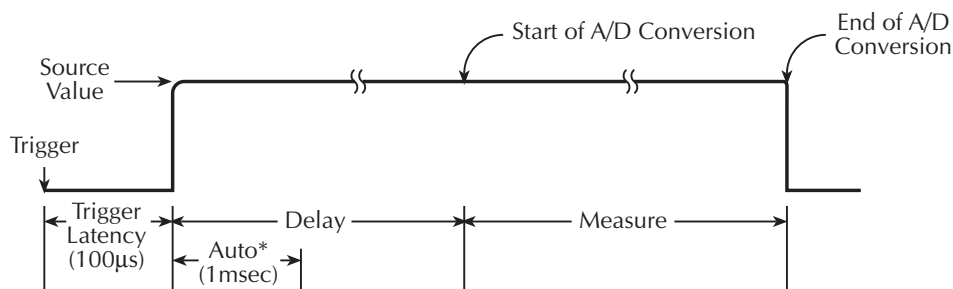 Start of A/D Conversion
End of A/D
Conversion
Source
Value
Trigger
Trigger
Latency
(100µs)
Delay
Measure
Auto*
(1msec)